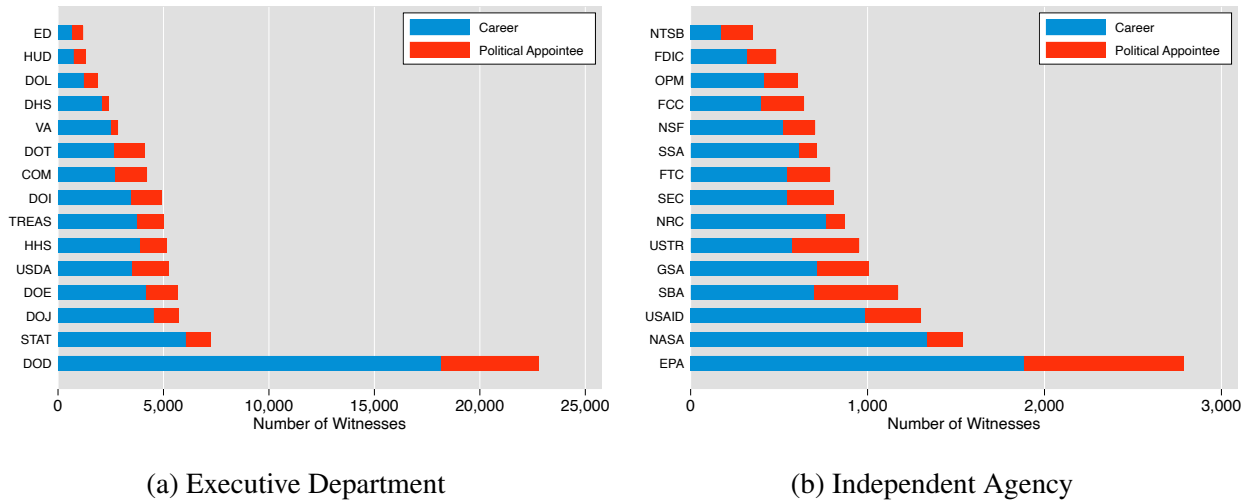 Career
Political Appointee
ED
HUD
DOL
DHS
VA
DOT
COM
DOI
TREAS
HHS
USDA
DOE
DOJ
STAT
DOD
0 5,000 10,000 15,000 20,000 25,000
Number of Witnesses
(a) Executive Department
Career
Political Appointee
NTSB
FDIC
OPM
FCC
NSF
SSA
FTC
SEC
NRC
USTR
GSA
SBA
USAID
NASA
EPA
0 1,000 2,000 3,000
Number of Witnesses
(b) Independent Agency